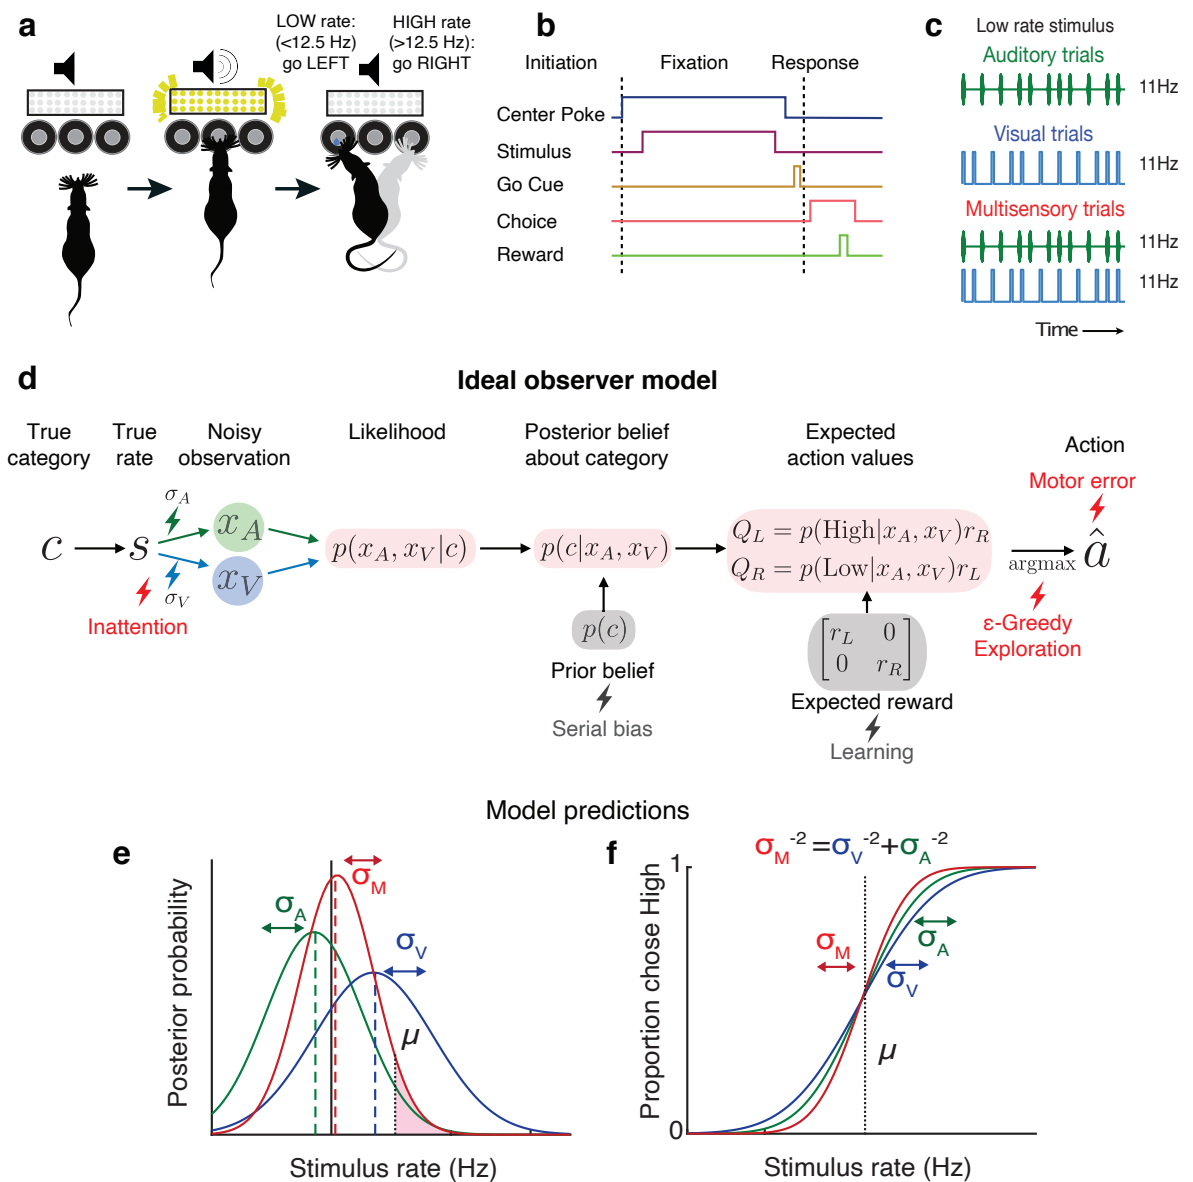 a
LOW rate:
(<12.5 Hz)
go LEFT
HIGH rate
(>12.5 Hz):
go RIGHT
b
Initiation
Fixation
Response
Center Poke
Stimulus
Go Cue
Choice
Reward
c
Low rate stimulus
Auditory trials
11Hz
Visual trials
11Hz
Multisensory trials
11Hz
11Hz
Time
d
Ideal observer model
True
category
True
rate
Noisy
observation
Likelihood
Posterior belief
about category
Expected
action values
Action
Motor error
c
s
σ_A
σ_V
x_A
x_V
Inattention
p(x_A, x_V|c)
p(c|x_A, x_V)
Q_L = p(High|x_A, x_V)r_R
Q_R = p(Low|x_A, x_V)r_L
argmax
â
ε-Greedy
Exploration
p(c)
Prior belief
Serial bias
r_L 0
0 r_R
Expected reward
Learning
Model predictions
e
σ_M
σ_A
σ_V
μ
Posterior probability
Stimulus rate (Hz)
f
σ_M^-2=σ_V^-2+σ_A^-2
1
σ_M
σ_A
σ_V
μ
0
Proportion chose High
Stimulus rate (Hz)